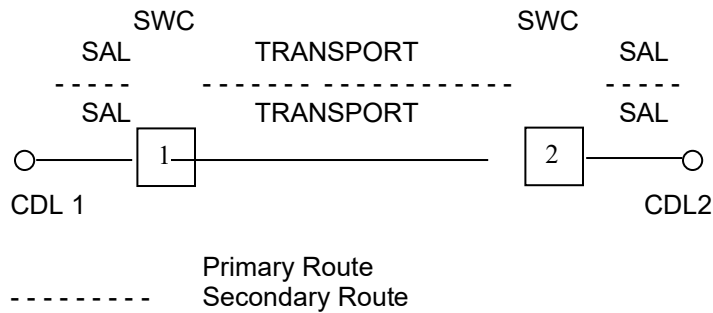 SWC SWC
SAL TRANSPORT SAL
SAL TRANSPORT SAL
1 2
CDL 1 CDL2
Primary Route
Secondary Route